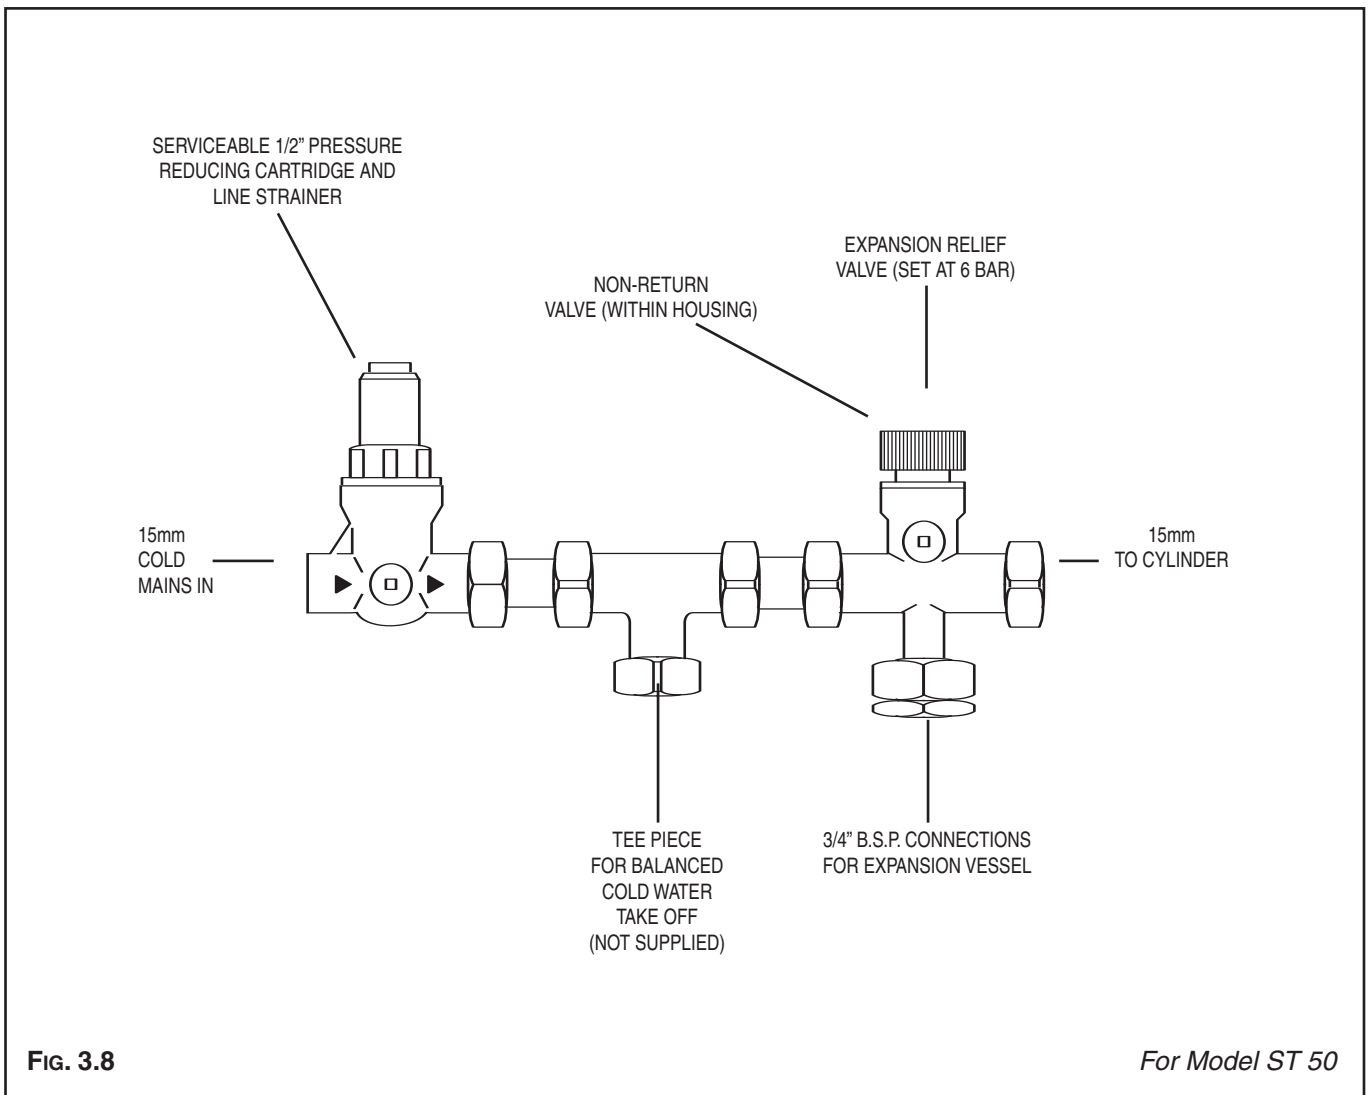 SERVICEABLE 1/2” PRESSURE
REDUCING CARTRIDGE AND
LINE STRAINER
EXPANSION RELIEF
VALVE (SET AT 6 BAR)
NON-RETURN
VALVE (WITHIN HOUSING)
15mm
COLD
MAINS IN
15mm
TO CYLINDER
TEE PIECE
FOR BALANCED
COLD WATER
TAKE OFF
(NOT SUPPLIED)
3/4” B.S.P. CONNECTIONS
FOR EXPANSION VESSEL
FIG. 3.8
For Model ST 50